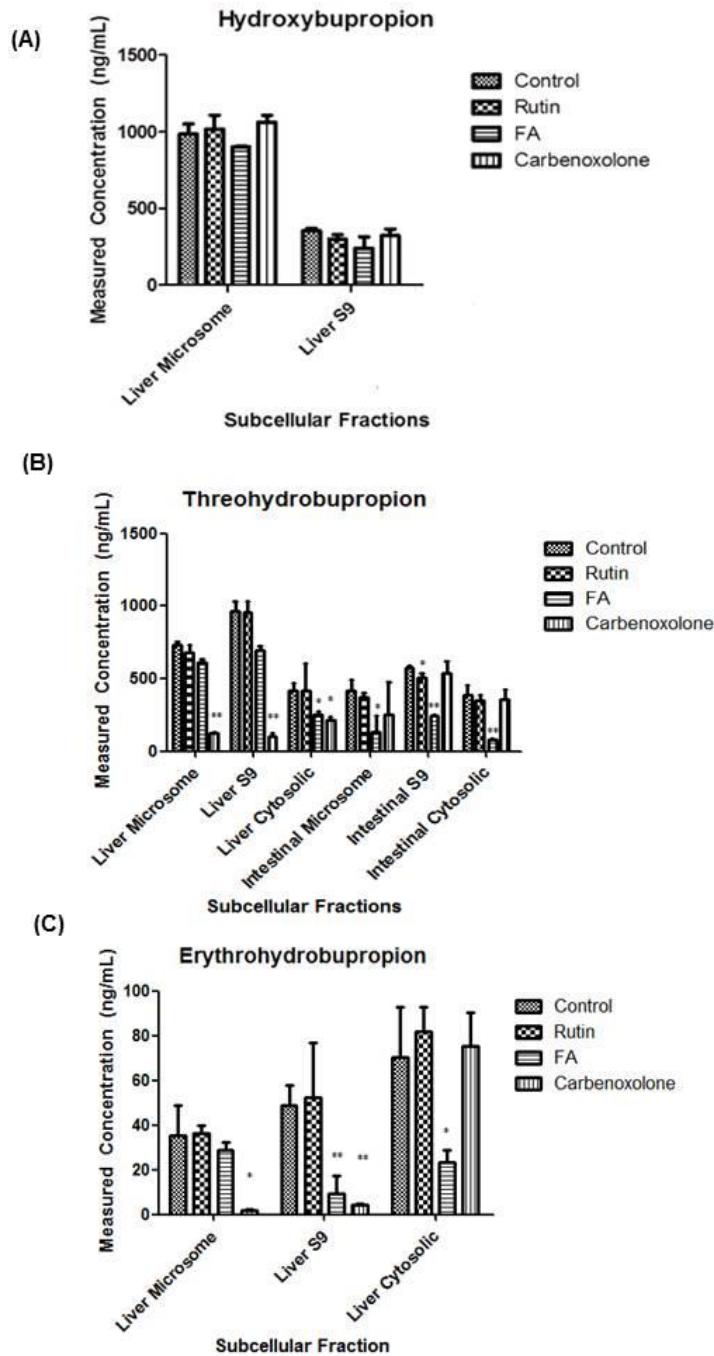 (A)
Hydroxybupropion
Measured Concentration (ng/mL)
1500
1000
500
0
Control
Rutin
FA
Carbenoxolone
Liver Microsome
Liver S9
Subcellular Fractions
(B)
Threohydrobupropion
Measured Concentration (ng/mL)
1500
1000
500
0
Control
Rutin
FA
Carbenoxolone
**
**
*
*
*
*
**
**
Liver Microsome
Liver S9
Liver Cytosolic
Intestinal Microsome
Intestinal S9
Intestinal Cytosolic
Subcellular Fractions
(C)
Erythrohydrobupropion
Measured Concentration (ng/mL)
100
80
60
40
20
0
Control
Rutin
FA
Carbenoxolone
*
**
**
*
Liver Microsome
Liver S9
Liver Cytosolic
Subcellular Fraction